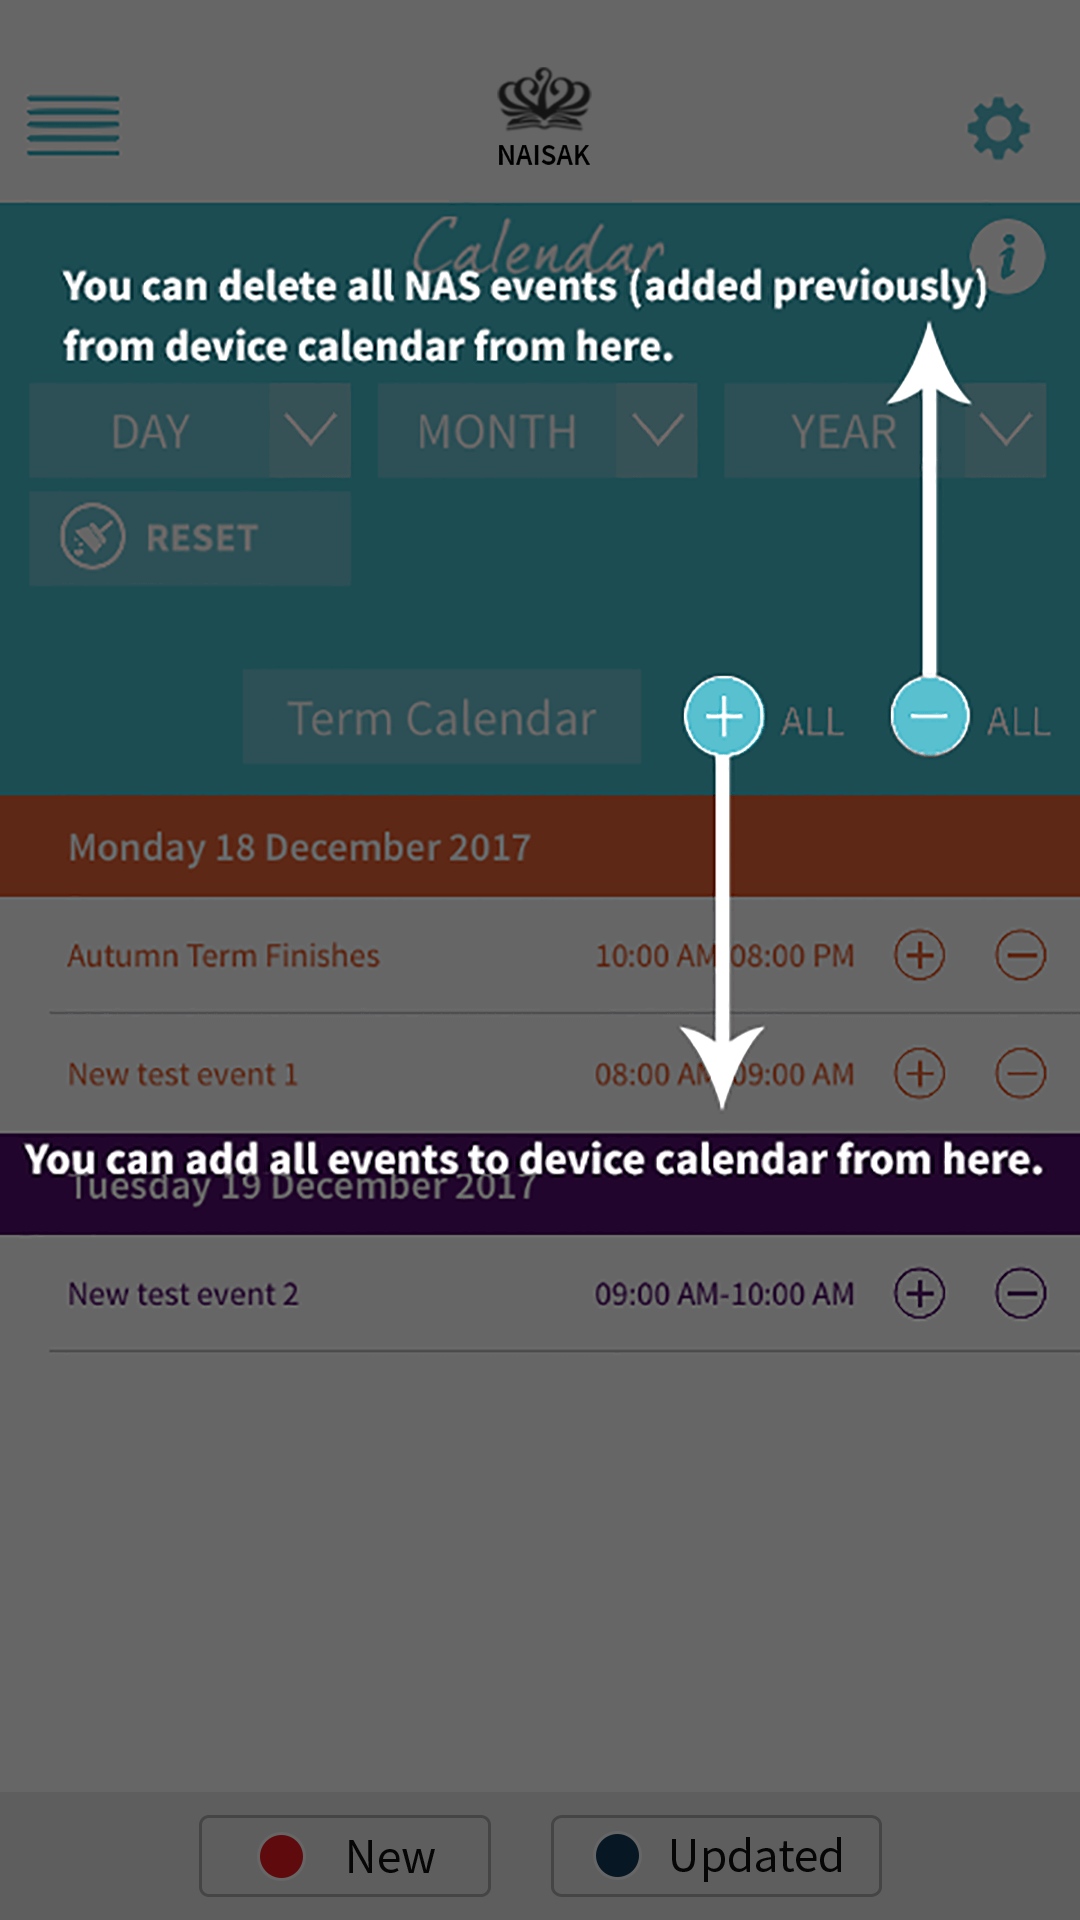 NAISAK
Calendar
You can delete all NAS events (added previously)
from device calendar from here.
DAY MONTH YEAR
RESET
Term Calendar ALL ALL
Monday 18 December 2017
Autumn Term Finishes 10:00 AM 08:00 PM
New test event 1 08:00 AM 09:00 AM
You can add all events to device calendar from here.
Tuesday 19 December 2017
New test event 2 09:00 AM-10:00 AM
New Updated